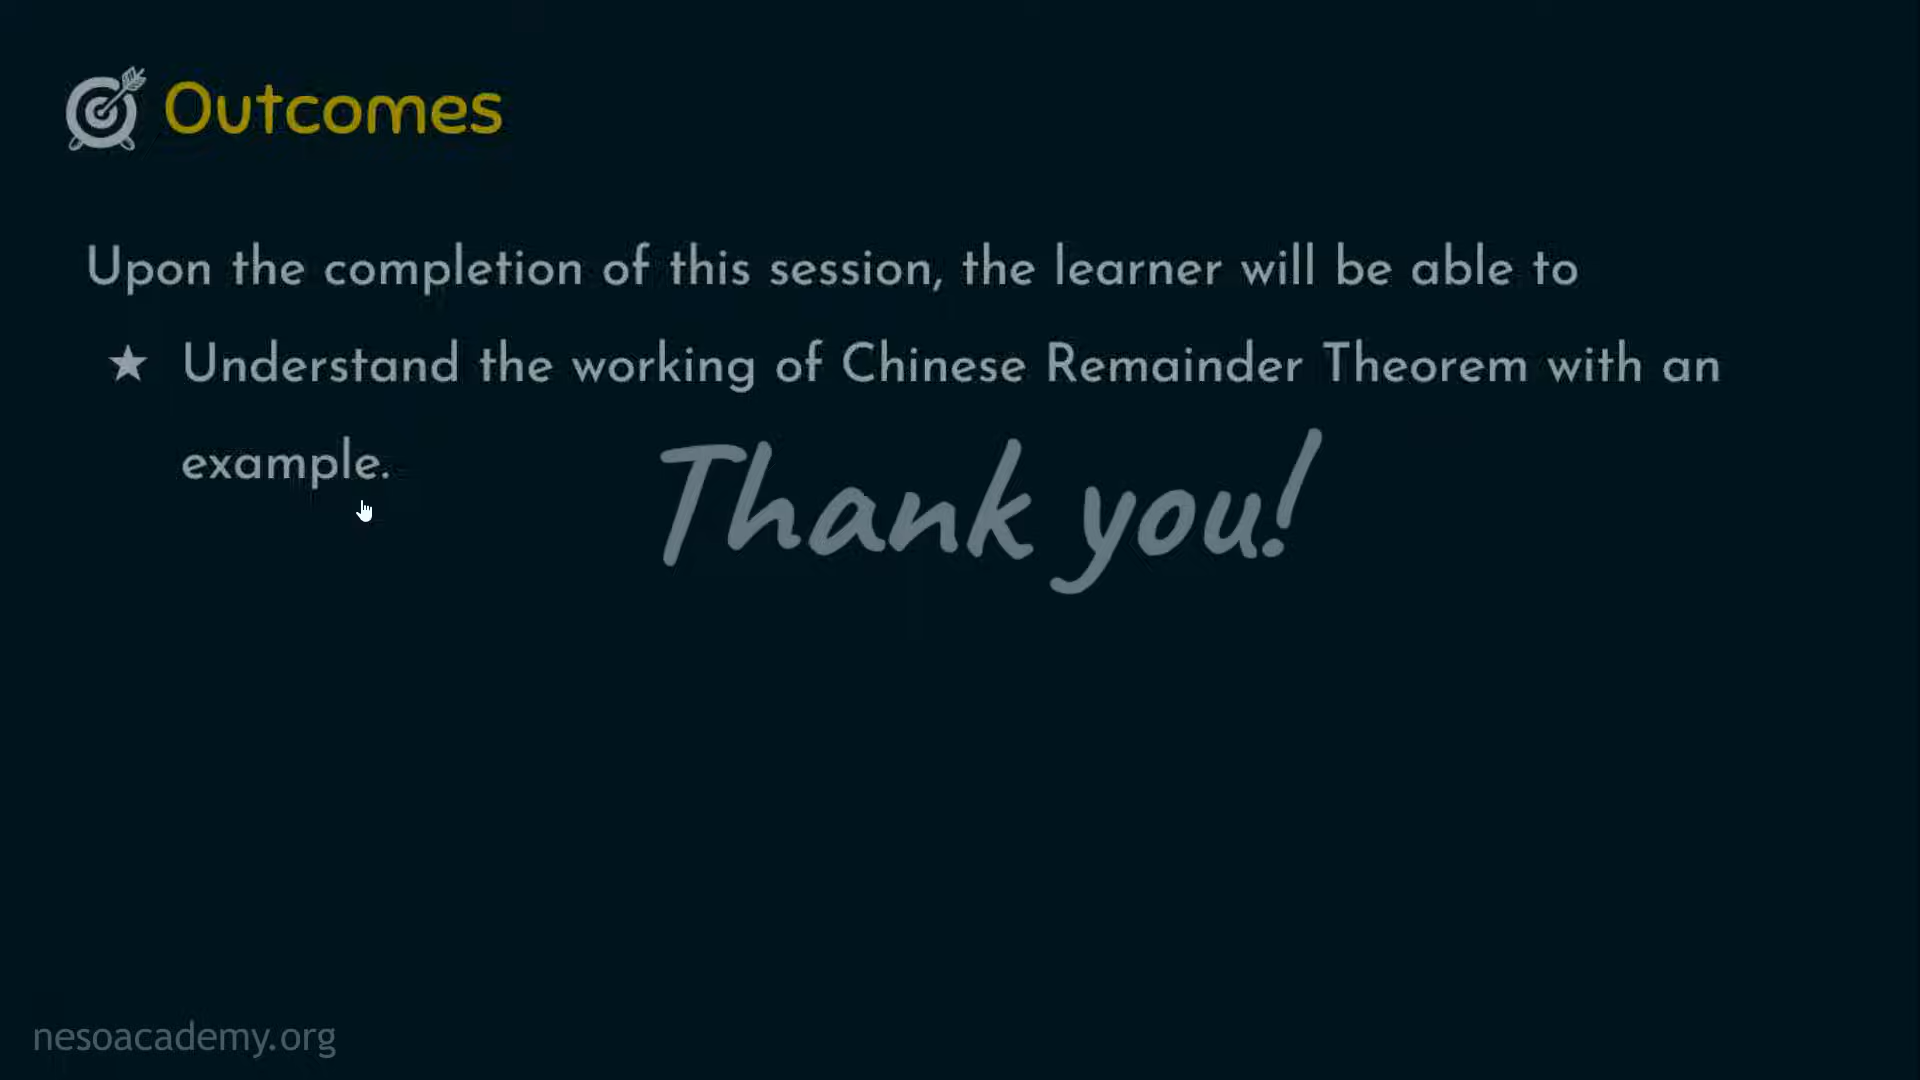 Outcomes
Upon the completion of this session, the learner will be able to
★ Understand the working of Chinese Remainder Theorem with an
example.
Thank you!
nesoacademy.org